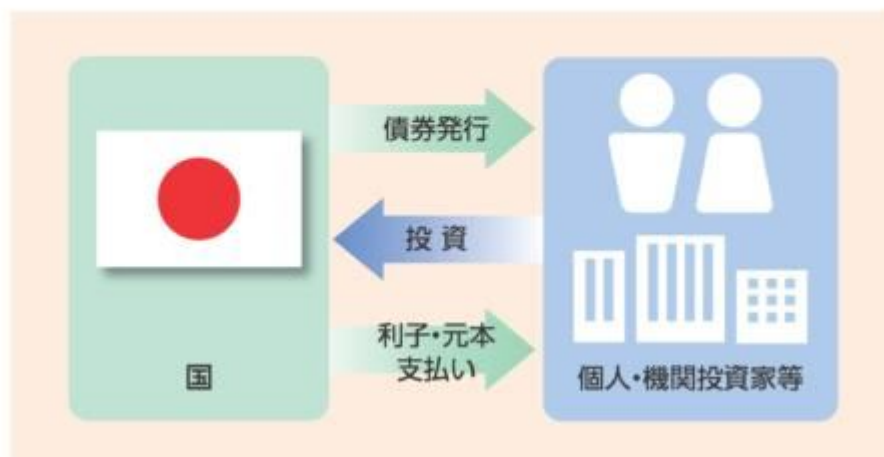 債券発行
投資
利子・元本
支払い
国
個人・機関投資家等